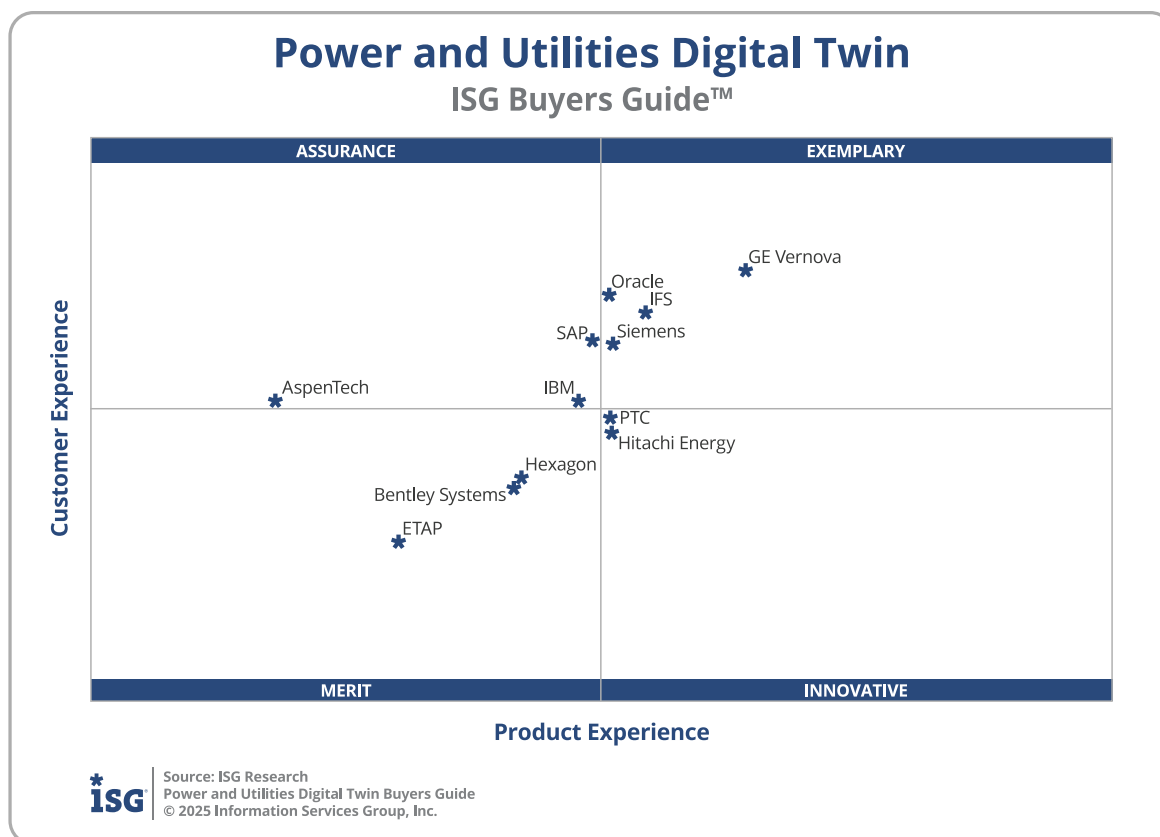 Power and Utilities Digital Twin
ISG Buyers Guide™
ASSURANCE
EXEMPLARY
GE Vernova
Oracle
IFS
SAP
Siemens
AspenTech
IBM
PTC
Hitachi Energy
Hexagon
Bentley Systems
ETAP
Customer Experience
MERIT
INNOVATIVE
Product Experience
ISG®
Source: ISG Research
Power and Utilities Digital Twin Buyers Guide
© 2025 Information Services Group, Inc.